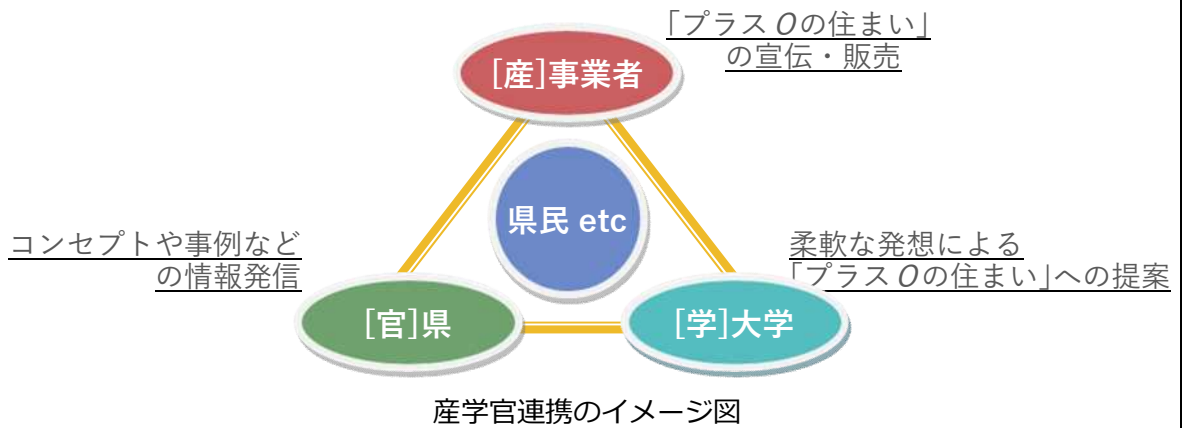 「プラスOの住まい」
の宣伝・販売
[産]事業者
県民 etc
コンセプトや事例など
の情報発信
柔軟な発想による
「プラスOの住まい」への提案
[官]県
[学]大学
産学官連携のイメージ図